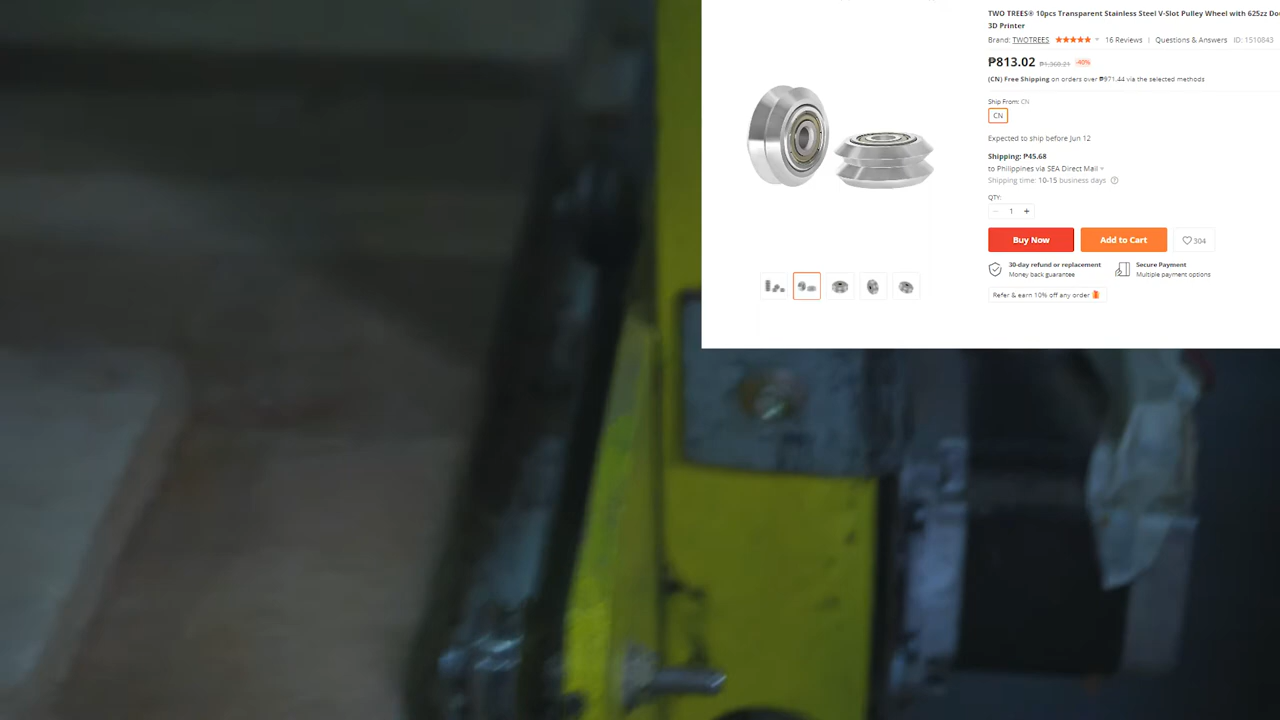 TWO TREES® 10pcs Transparent Stainless Steel V-Slot Pulley Wheel with 625zz
3D Printer
Brand: TWOTREES 16 Reviews | Questions & Answers ID: 1510843
₱813.02 ₱1,368.21 -40%
(CN) Free Shipping on orders over ₱971.44 via the selected methods
Ship From: CN
CN
Expected to ship before Jun 12
Shipping: ₱45.68
to Philippines via SEA Direct Mail
Shipping time: 10-15 business days ?
QTY:
- 1 +
Buy Now Add to Cart 304
30-day refund or replacement
Money back guarantee
Secure Payment
Multiple payment options
Refer & earn 10% off any order